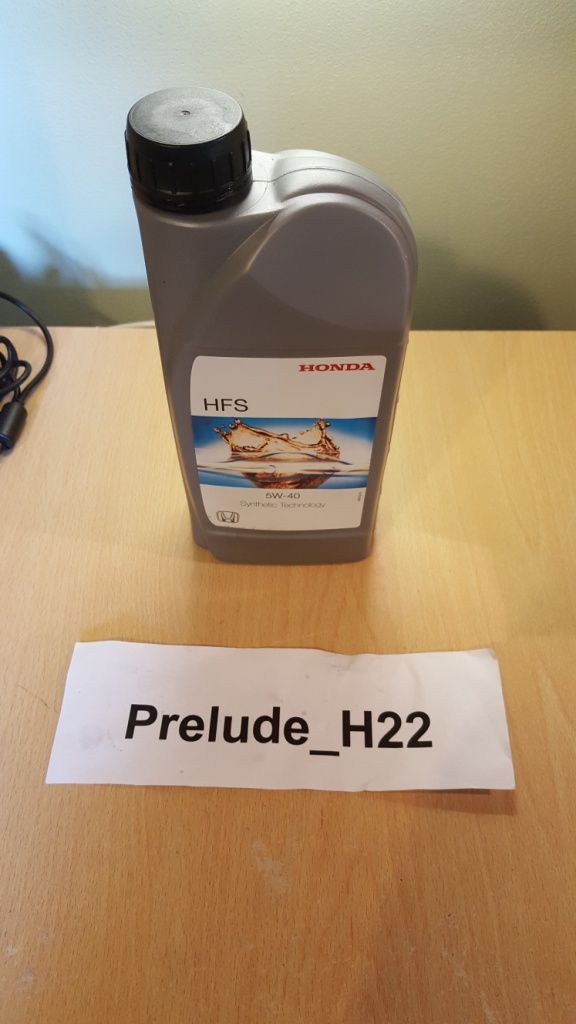 HONDA
HFS
5W-40
Synthetic Technology
Prelude_H22